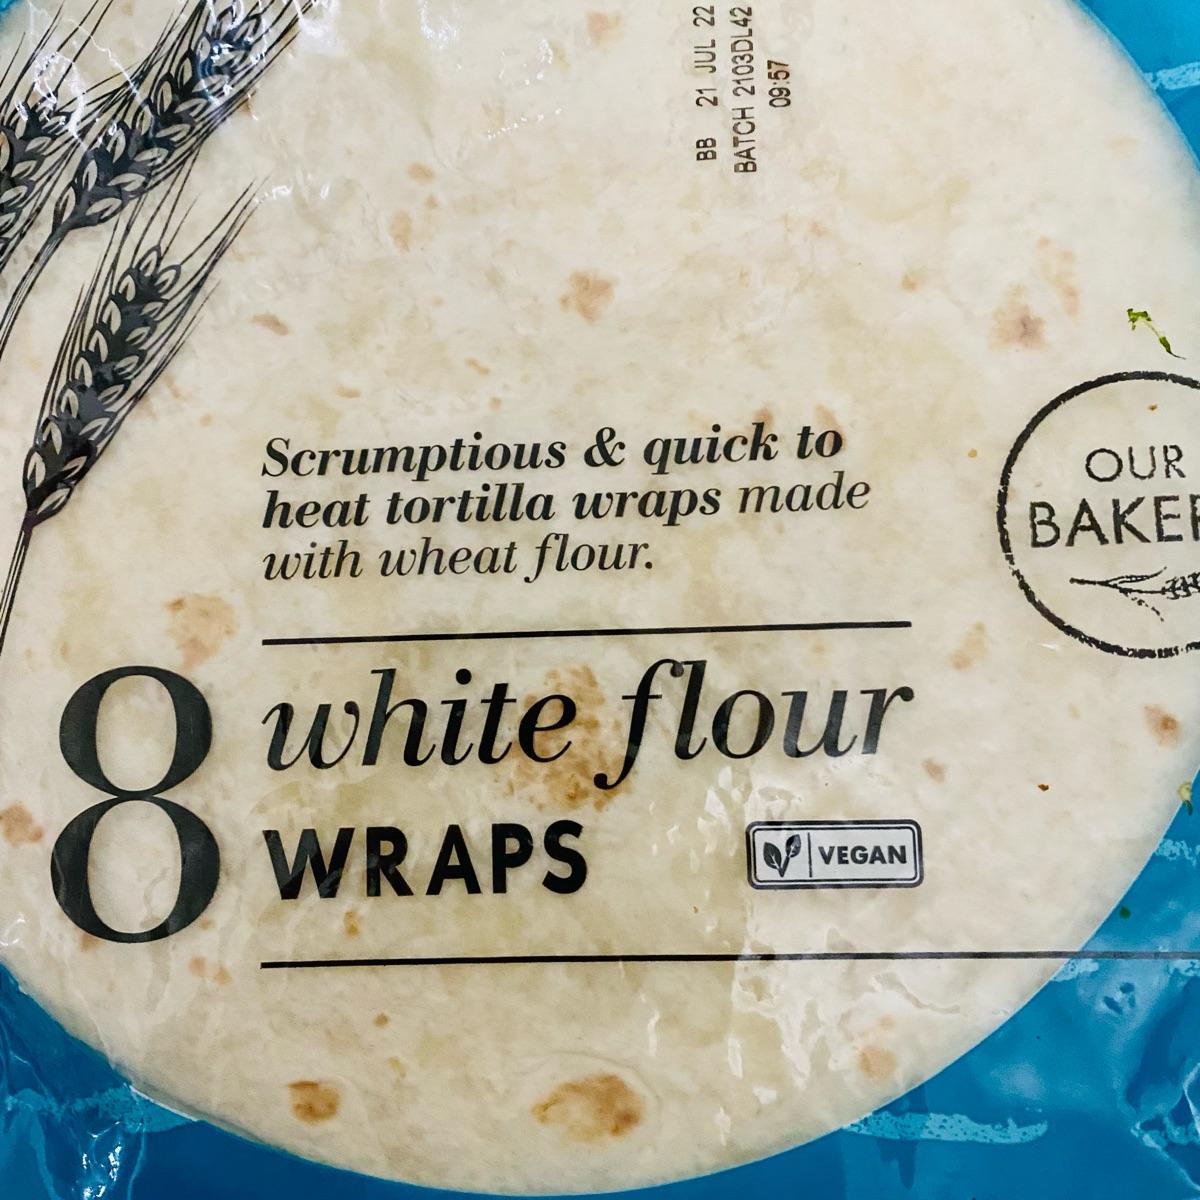 BB 21 JUL 22
BATCH 2103DL42
09:57
Scrumptious & quick to
heat tortilla wraps made
with wheat flour.
OUR
8
white flour
WRAPS
VEGAN